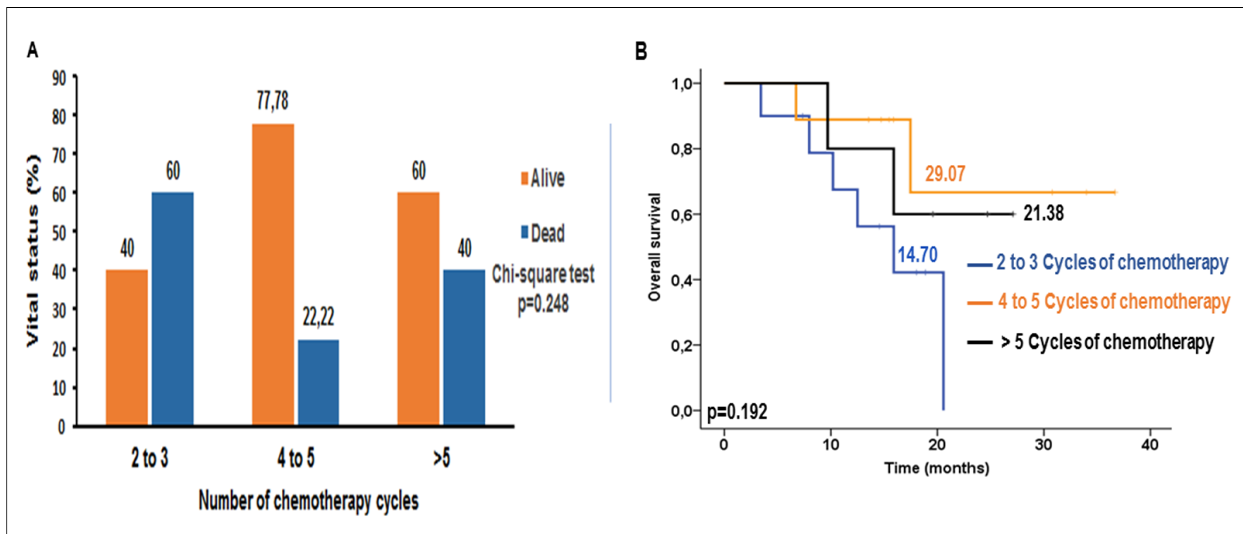 A
90
80
70
60
50
40
30
20
10
0
Vital status (%)
40
60
77,78
22,22
60
40
2 to 3
4 to 5
>5
Number of chemotherapy cycles
Alive
Dead
Chi-square test
p=0.248
B
1,0
0,8
0,6
0,4
0,2
0,0
Overall survival
29.07
21.38
14.70
2 to 3 Cycles of chemotherapy
4 to 5 Cycles of chemotherapy
> 5 Cycles of chemotherapy
p=0.192
0
10
20
30
40
Time (months)